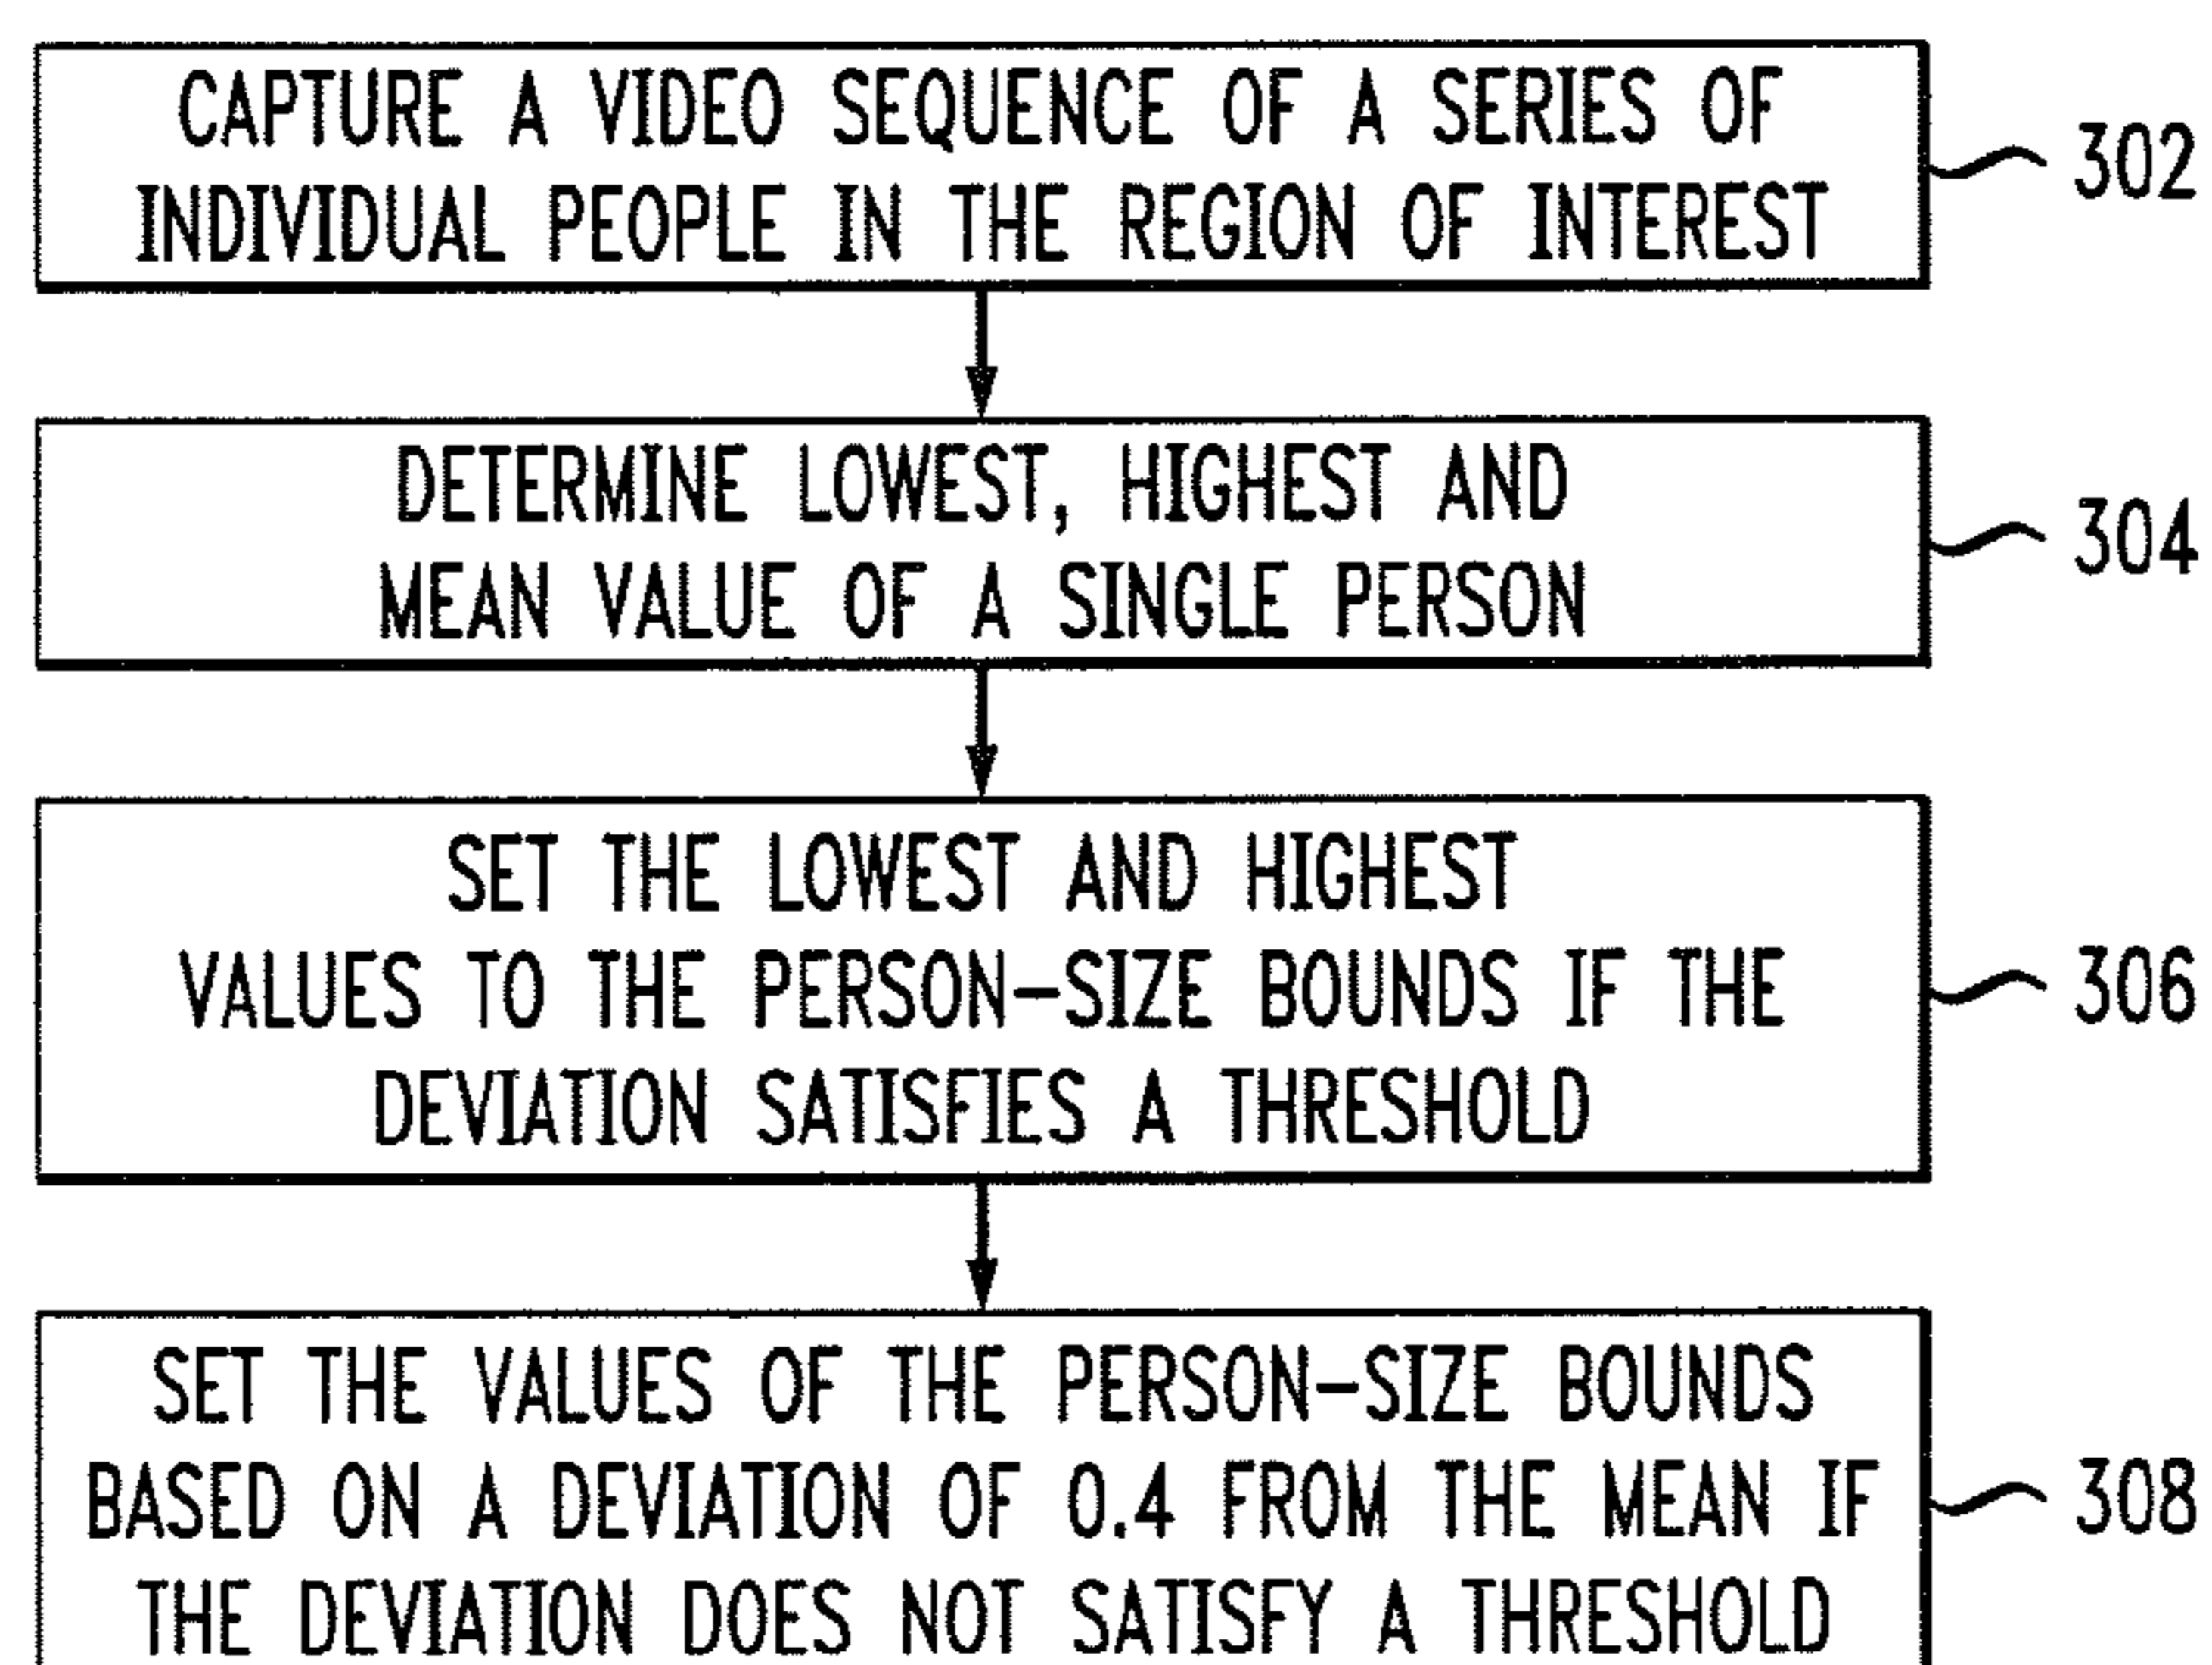 CAPTURE A VIDEO SEQUENCE OF A SERIES OF
INDIVIDUAL PEOPLE IN THE REGION OF INTEREST
302
DETERMINE LOWEST, HIGHEST AND
MEAN VALUE OF A SINGLE PERSON
304
SET THE LOWEST AND HIGHEST
VALUES TO THE PERSON-SIZE BOUNDS IF THE
DEVIATION SATISFIES A THRESHOLD
306
SET THE VALUES OF THE PERSON-SIZE BOUNDS
BASED ON A DEVIATION OF 0.4 FROM THE MEAN IF
THE DEVIATION DOES NOT SATISFY A THRESHOLD
308